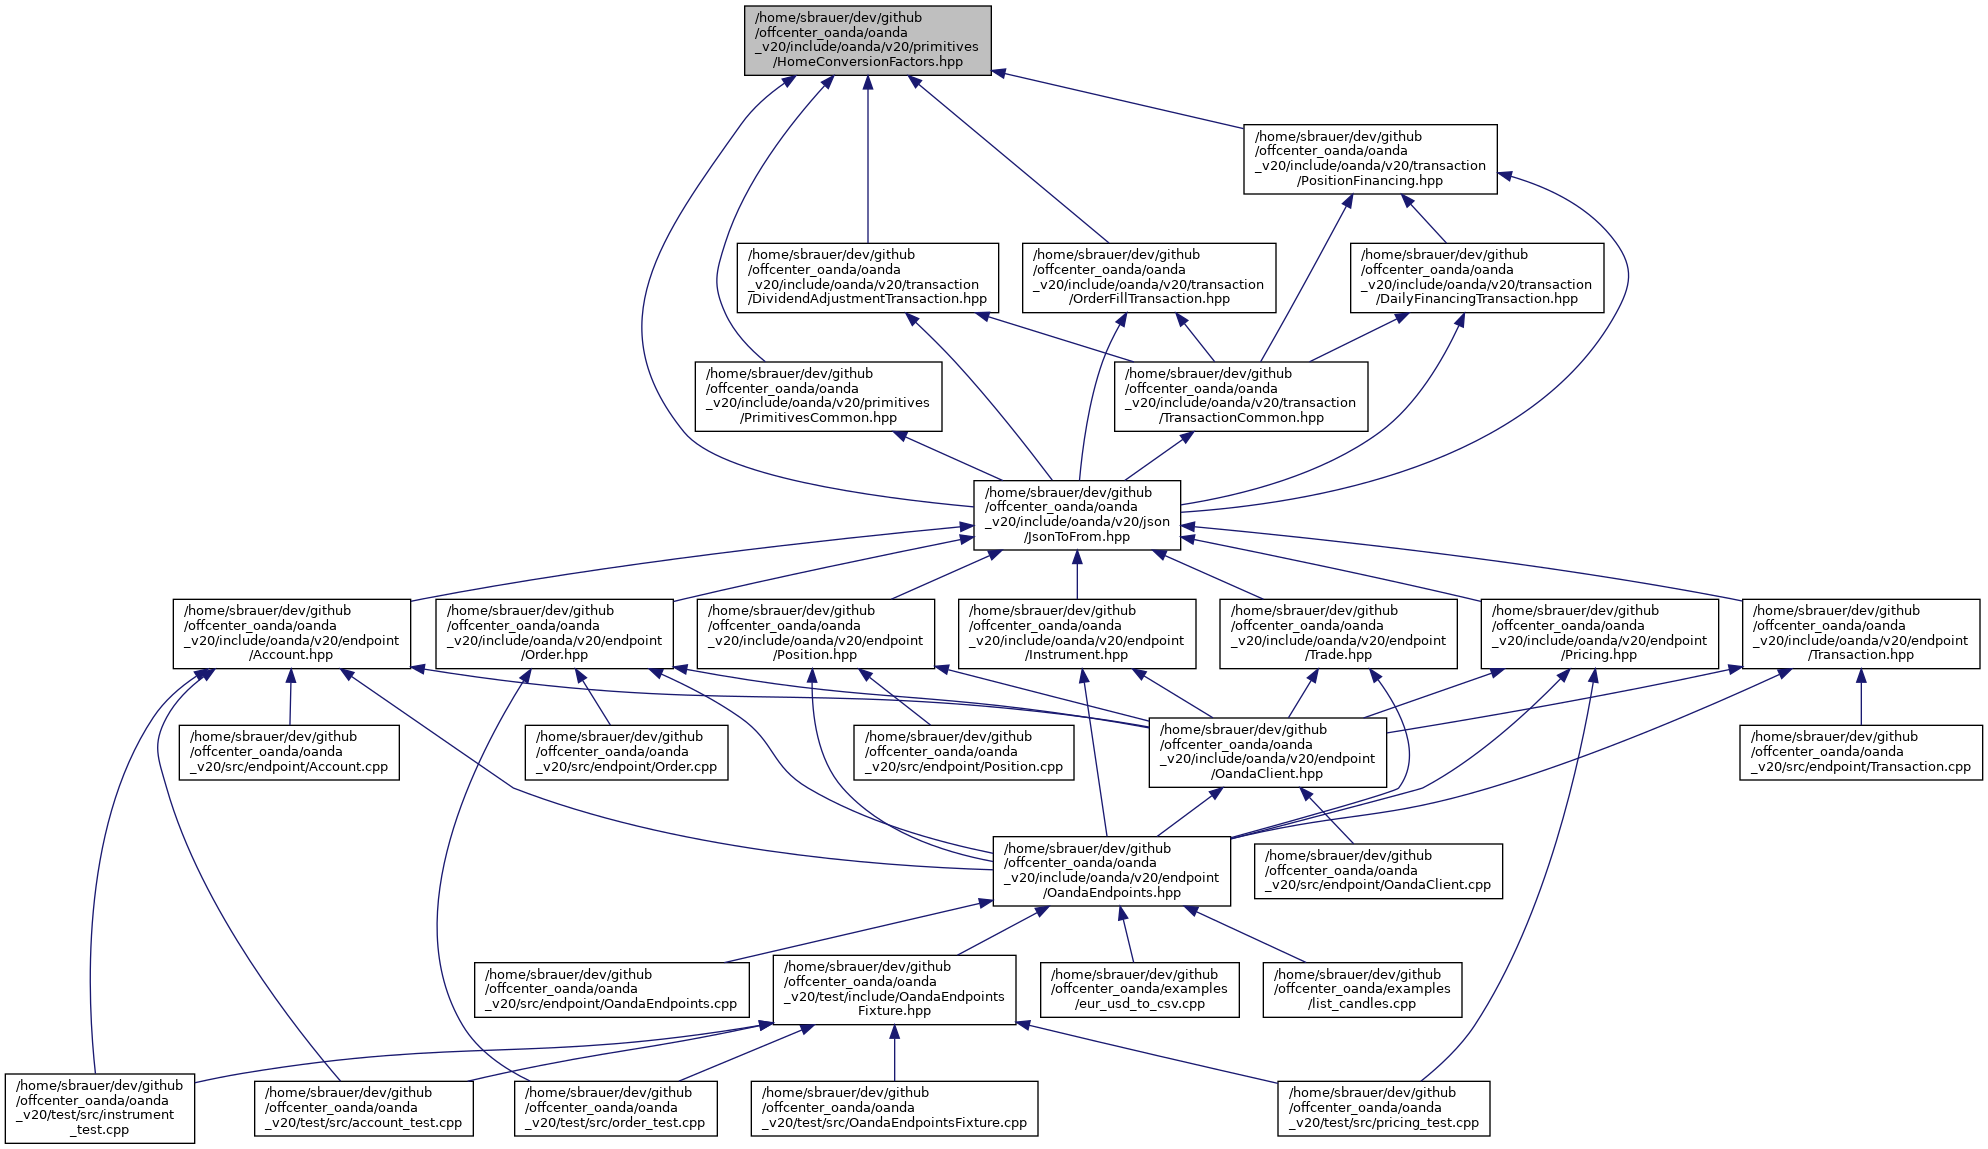 /home/sbrauer/dev/github
/offcenter_oanda/oanda
_v20/include/oanda/v20/primitives
/HomeConversionFactors.hpp
/home/sbrauer/dev/github
/offcenter_oanda/oanda
_v20/include/oanda/v20/transaction
/PositionFinancing.hpp
/home/sbrauer/dev/github
/offcenter_oanda/oanda
_v20/include/oanda/v20/transaction
/DividendAdjustmentTransaction.hpp
/home/sbrauer/dev/github
/offcenter_oanda/oanda
_v20/include/oanda/v20/transaction
/OrderFillTransaction.hpp
/home/sbrauer/dev/github
/offcenter_oanda/oanda
_v20/include/oanda/v20/transaction
/DailyFinancingTransaction.hpp
/home/sbrauer/dev/github
/offcenter_oanda/oanda
_v20/include/oanda/v20/primitives
/PrimitivesCommon.hpp
/home/sbrauer/dev/github
/offcenter_oanda/oanda
_v20/include/oanda/v20/transaction
/TransactionCommon.hpp
/home/sbrauer/dev/github
/offcenter_oanda/oanda
_v20/include/oanda/v20/json
/JsonToFrom.hpp
/home/sbrauer/dev/github
/offcenter_oanda/oanda
_v20/include/oanda/v20/endpoint
/Account.hpp
/home/sbrauer/dev/github
/offcenter_oanda/oanda
_v20/include/oanda/v20/endpoint
/Order.hpp
/home/sbrauer/dev/github
/offcenter_oanda/oanda
_v20/include/oanda/v20/endpoint
/Position.hpp
/home/sbrauer/dev/github
/offcenter_oanda/oanda
_v20/include/oanda/v20/endpoint
/Instrument.hpp
/home/sbrauer/dev/github
/offcenter_oanda/oanda
_v20/include/oanda/v20/endpoint
/Trade.hpp
/home/sbrauer/dev/github
/offcenter_oanda/oanda
_v20/include/oanda/v20/endpoint
/Pricing.hpp
/home/sbrauer/dev/github
/offcenter_oanda/oanda
_v20/include/oanda/v20/endpoint
/Transaction.hpp
/home/sbrauer/dev/github
/offcenter_oanda/oanda
_v20/src/endpoint/Account.cpp
/home/sbrauer/dev/github
/offcenter_oanda/oanda
_v20/src/endpoint/Order.cpp
/home/sbrauer/dev/github
/offcenter_oanda/oanda
_v20/src/endpoint/Position.cpp
/home/sbrauer/dev/github
/offcenter_oanda/oanda
_v20/include/oanda/v20/endpoint
/OandaClient.hpp
/home/sbrauer/dev/github
/offcenter_oanda/oanda
_v20/src/endpoint/Transaction.cpp
/home/sbrauer/dev/github
/offcenter_oanda/oanda
_v20/include/oanda/v20/endpoint
/OandaEndpoints.hpp
/home/sbrauer/dev/github
/offcenter_oanda/oanda
_v20/src/endpoint/OandaClient.cpp
/home/sbrauer/dev/github
/offcenter_oanda/oanda
_v20/src/endpoint/OandaEndpoints.cpp
/home/sbrauer/dev/github
/offcenter_oanda/oanda
_v20/test/include/OandaEndpoints
Fixture.hpp
/home/sbrauer/dev/github
/offcenter_oanda/examples
/eur_usd_to_csv.cpp
/home/sbrauer/dev/github
/offcenter_oanda/examples
/list_candles.cpp
/home/sbrauer/dev/github
/offcenter_oanda/oanda
_v20/test/src/instrument
_test.cpp
/home/sbrauer/dev/github
/offcenter_oanda/oanda
_v20/test/src/account_test.cpp
/home/sbrauer/dev/github
/offcenter_oanda/oanda
_v20/test/src/order_test.cpp
/home/sbrauer/dev/github
/offcenter_oanda/oanda
_v20/test/src/OandaEndpointsFixture.cpp
/home/sbrauer/dev/github
/offcenter_oanda/oanda
_v20/test/src/pricing_test.cpp